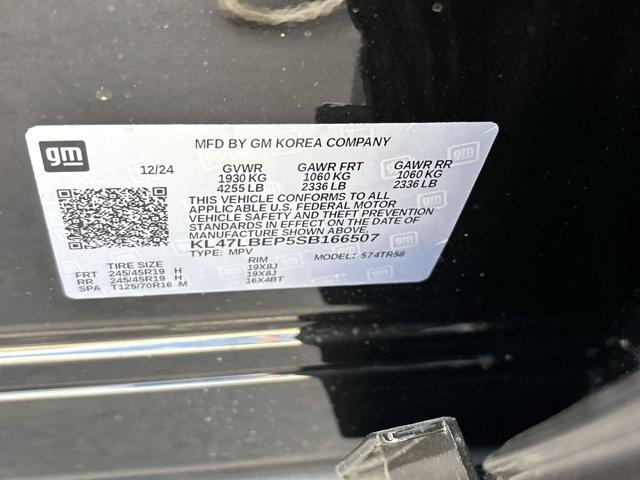 gm
MFD BY GM KOREA COMPANY
12/24 GVWR GAWR FRT GAWR RR
1930 KG 1060 KG 1060 KG
4255 LB 2336 LB 2336 LB
THIS VEHICLE CONFORMS TO ALL
APPLICABLE U.S. FEDERAL MOTOR
VEHICLE SAFETY AND THEFT PREVENTION
STANDARDS IN EFFECT ON THE DATE OF
MANUFACTURE SHOWN ABOVE.
KL47LBEP5SB166507
TYPE: MPV MODEL: 574TR58
TIRE SIZE RIM
FRT 245/45R19 H 19X8J
RR 245/45R19 H 19X8J
SPA T125/70R16 M 16X4BT